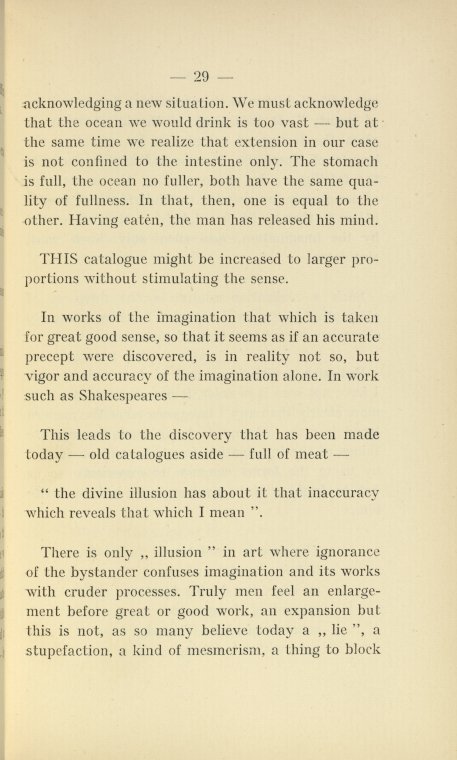 — 29 —
acknowledging a new situation. We must acknowledge
that the ocean we would drink is too vast — but at
the same time we realize that extension in our case
is not confined to the intestine only. The stomach
is full, the ocean no fuller, both have the same qua-
lity of fullness. In that, then, one is equal to the
other. Having eaten, the man has released his mind.
THIS catalogue might be increased to larger pro-
portions without stimulating the sense.
In works of the imagination that which is taken
for great good sense, so that it seems as if an accurate
precept were discovered, is in reality not so, but
vigor and accuracy of the imagination alone. In work
such as Shakespeares —
This leads to the discovery that has been made
today — old catalogues aside — full of meat —
“ the divine illusion has about it that inaccuracy
which reveals that which I mean ”.
There is only ,, illusion ” in art where ignorance
of the bystander confuses imagination and its works
with cruder processes. Truly men feel an enlarge-
ment before great or good work, an expansion but
this is not, as so many believe today a ,, lie ”, a
stupefaction, a kind of mesmerism, a thing to block